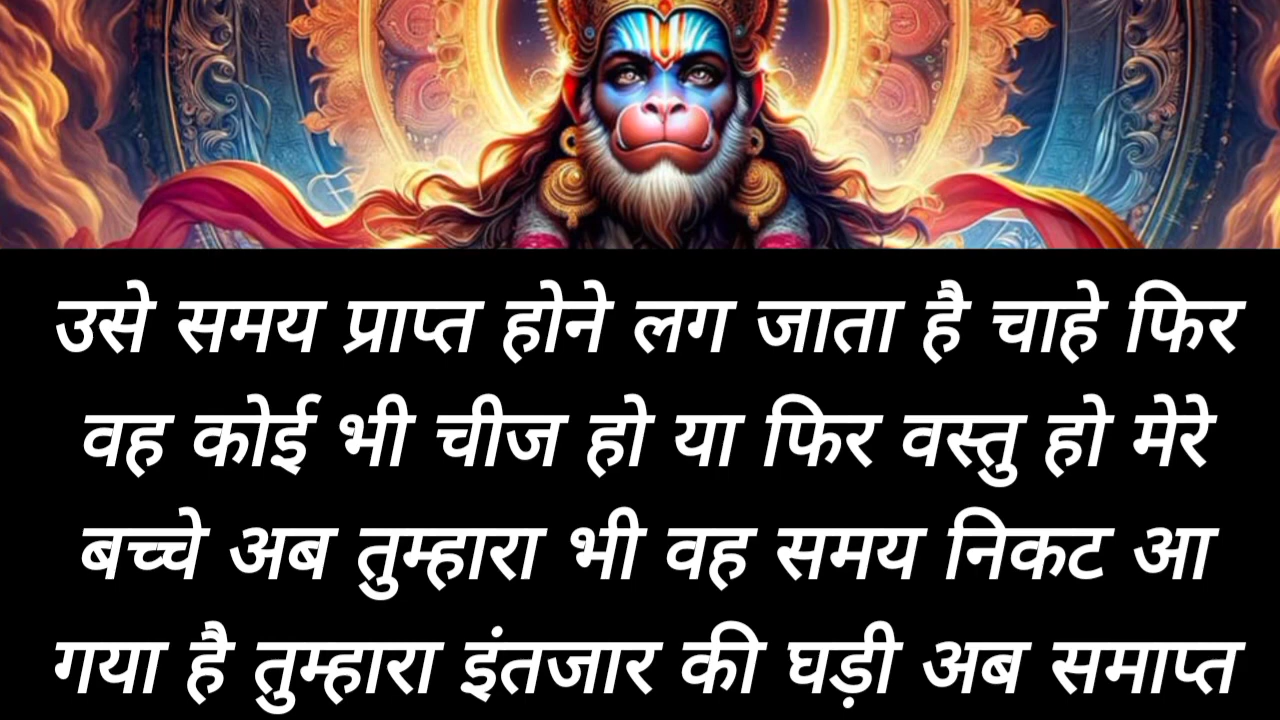 उसे समय प्राप्त होने लग जाता है चाहे फिर
वह कोई भी चीज हो या फिर वस्तु हो मेरे
बच्चे अब तुम्हारा भी वह समय निकट आ
गया है तुम्हारा इंतजार की घड़ी अब समाप्त